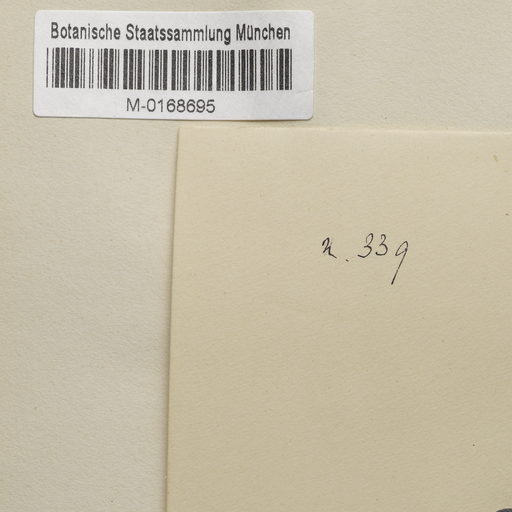 Botanische Staatssammlung München
M-0168695
n. 339